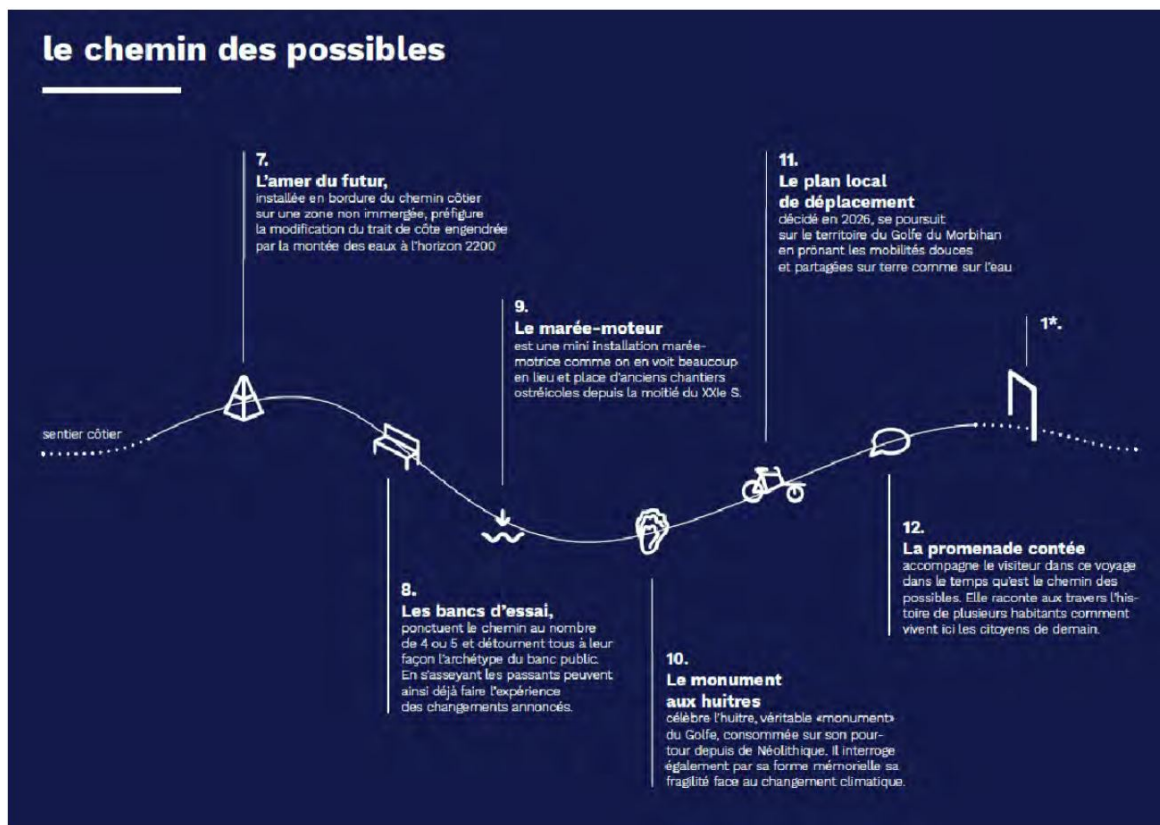 le chemin des possibles
7.
L'amer du futur,
installée en bordure du chemin côtier
sur une zone non immergée, préfigure
la modification du trait de côte engendrée
par la montée des eaux à l'horizon 2200
11.
Le plan local
de déplacement
décidé en 2026, se poursuit
sur le territoire du Golfe du Morbihan
en prônant les mobilités douces
et partagées sur terre comme sur l'eau
9.
Le marée-moteur
est une mini installation marée-
motrice comme on en voit beaucoup
en lieu et place d'anciens chantiers
ostréicoles depuis la moitié du XXIe S.
1*.
sentier côtier
8.
Les bancs d'essai,
ponctuent le chemin au nombre
de 4 ou 5 et détournent tous à leur
façon l'archétype du banc public.
En s'asseyant les passants peuvent
ainsi déjà faire l'expérience
des changements annoncés.
10.
Le monument
aux huitres
célèbre l'huitre, véritable «monument»
du Golfe, consommée sur son pour-
tour depuis de Néolithique. Il interroge
également par sa forme mémorielle sa
fragilité face au changement climatique.
12.
La promenade contée
accompagne le visiteur dans ce voyage
dans le temps qu'est le chemin des
possibles. Elle raconte aux travers l'his-
toire de plusieurs habitants comment
vivent ici les citoyens de demain.